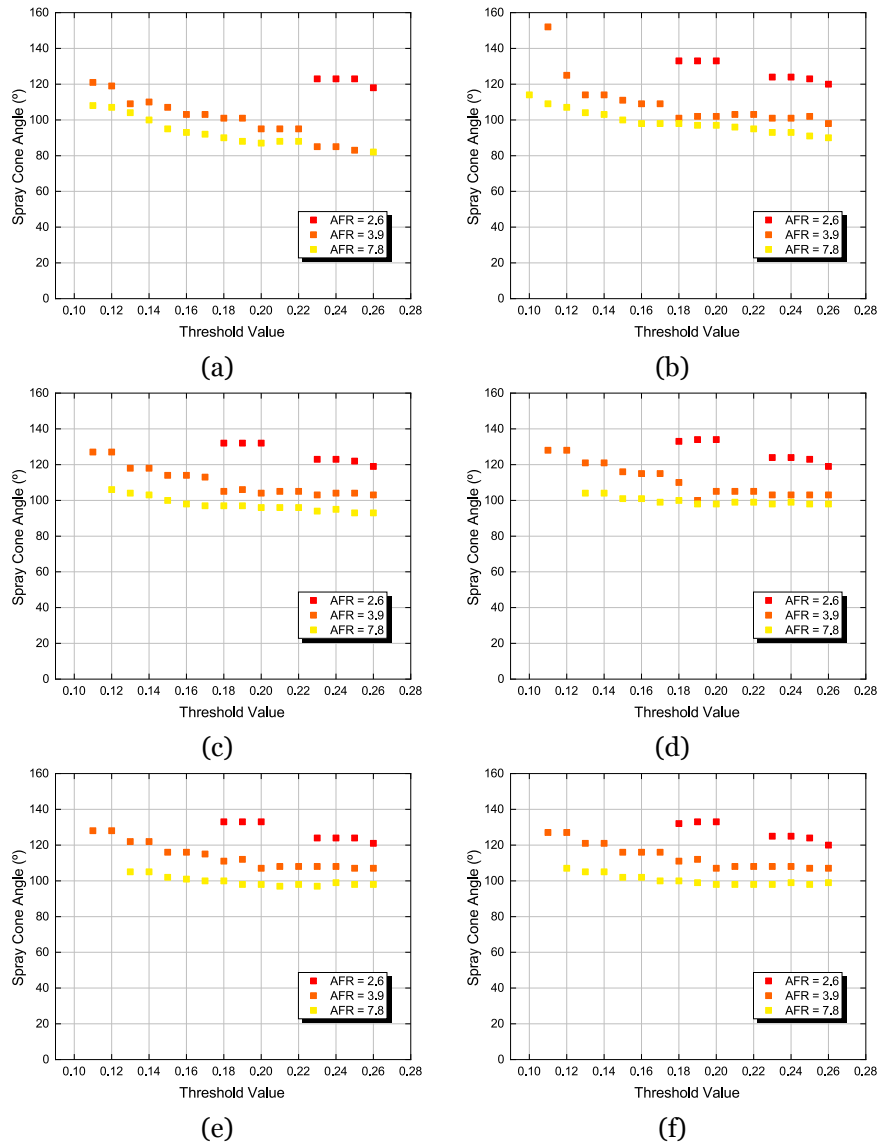 160
140
120
100
80
60
40
20
0
Spray Cone Angle (º)
AFR = 2.6
AFR = 3.9
AFR = 7.8
0.10 0.12 0.14 0.16 0.18 0.20 0.22 0.24 0.26 0.28
Threshold Value
(a)
160
140
120
100
80
60
40
20
0
Spray Cone Angle (º)
AFR = 2.6
AFR = 3.9
AFR = 7.8
0.10 0.12 0.14 0.16 0.18 0.20 0.22 0.24 0.26 0.28
Threshold Value
(b)
160
140
120
100
80
60
40
20
0
Spray Cone Angle (º)
AFR = 2.6
AFR = 3.9
AFR = 7.8
0.10 0.12 0.14 0.16 0.18 0.20 0.22 0.24 0.26 0.28
Threshold Value
(c)
160
140
120
100
80
60
40
20
0
Spray Cone Angle (º)
AFR = 2.6
AFR = 3.9
AFR = 7.8
0.10 0.12 0.14 0.16 0.18 0.20 0.22 0.24 0.26 0.28
Threshold Value
(d)
160
140
120
100
80
60
40
20
0
Spray Cone Angle (º)
AFR = 2.6
AFR = 3.9
AFR = 7.8
0.10 0.12 0.14 0.16 0.18 0.20 0.22 0.24 0.26 0.28
Threshold Value
(e)
160
140
120
100
80
60
40
20
0
Spray Cone Angle (º)
AFR = 2.6
AFR = 3.9
AFR = 7.8
0.10 0.12 0.14 0.16 0.18 0.20 0.22 0.24 0.26 0.28
Threshold Value
(f)